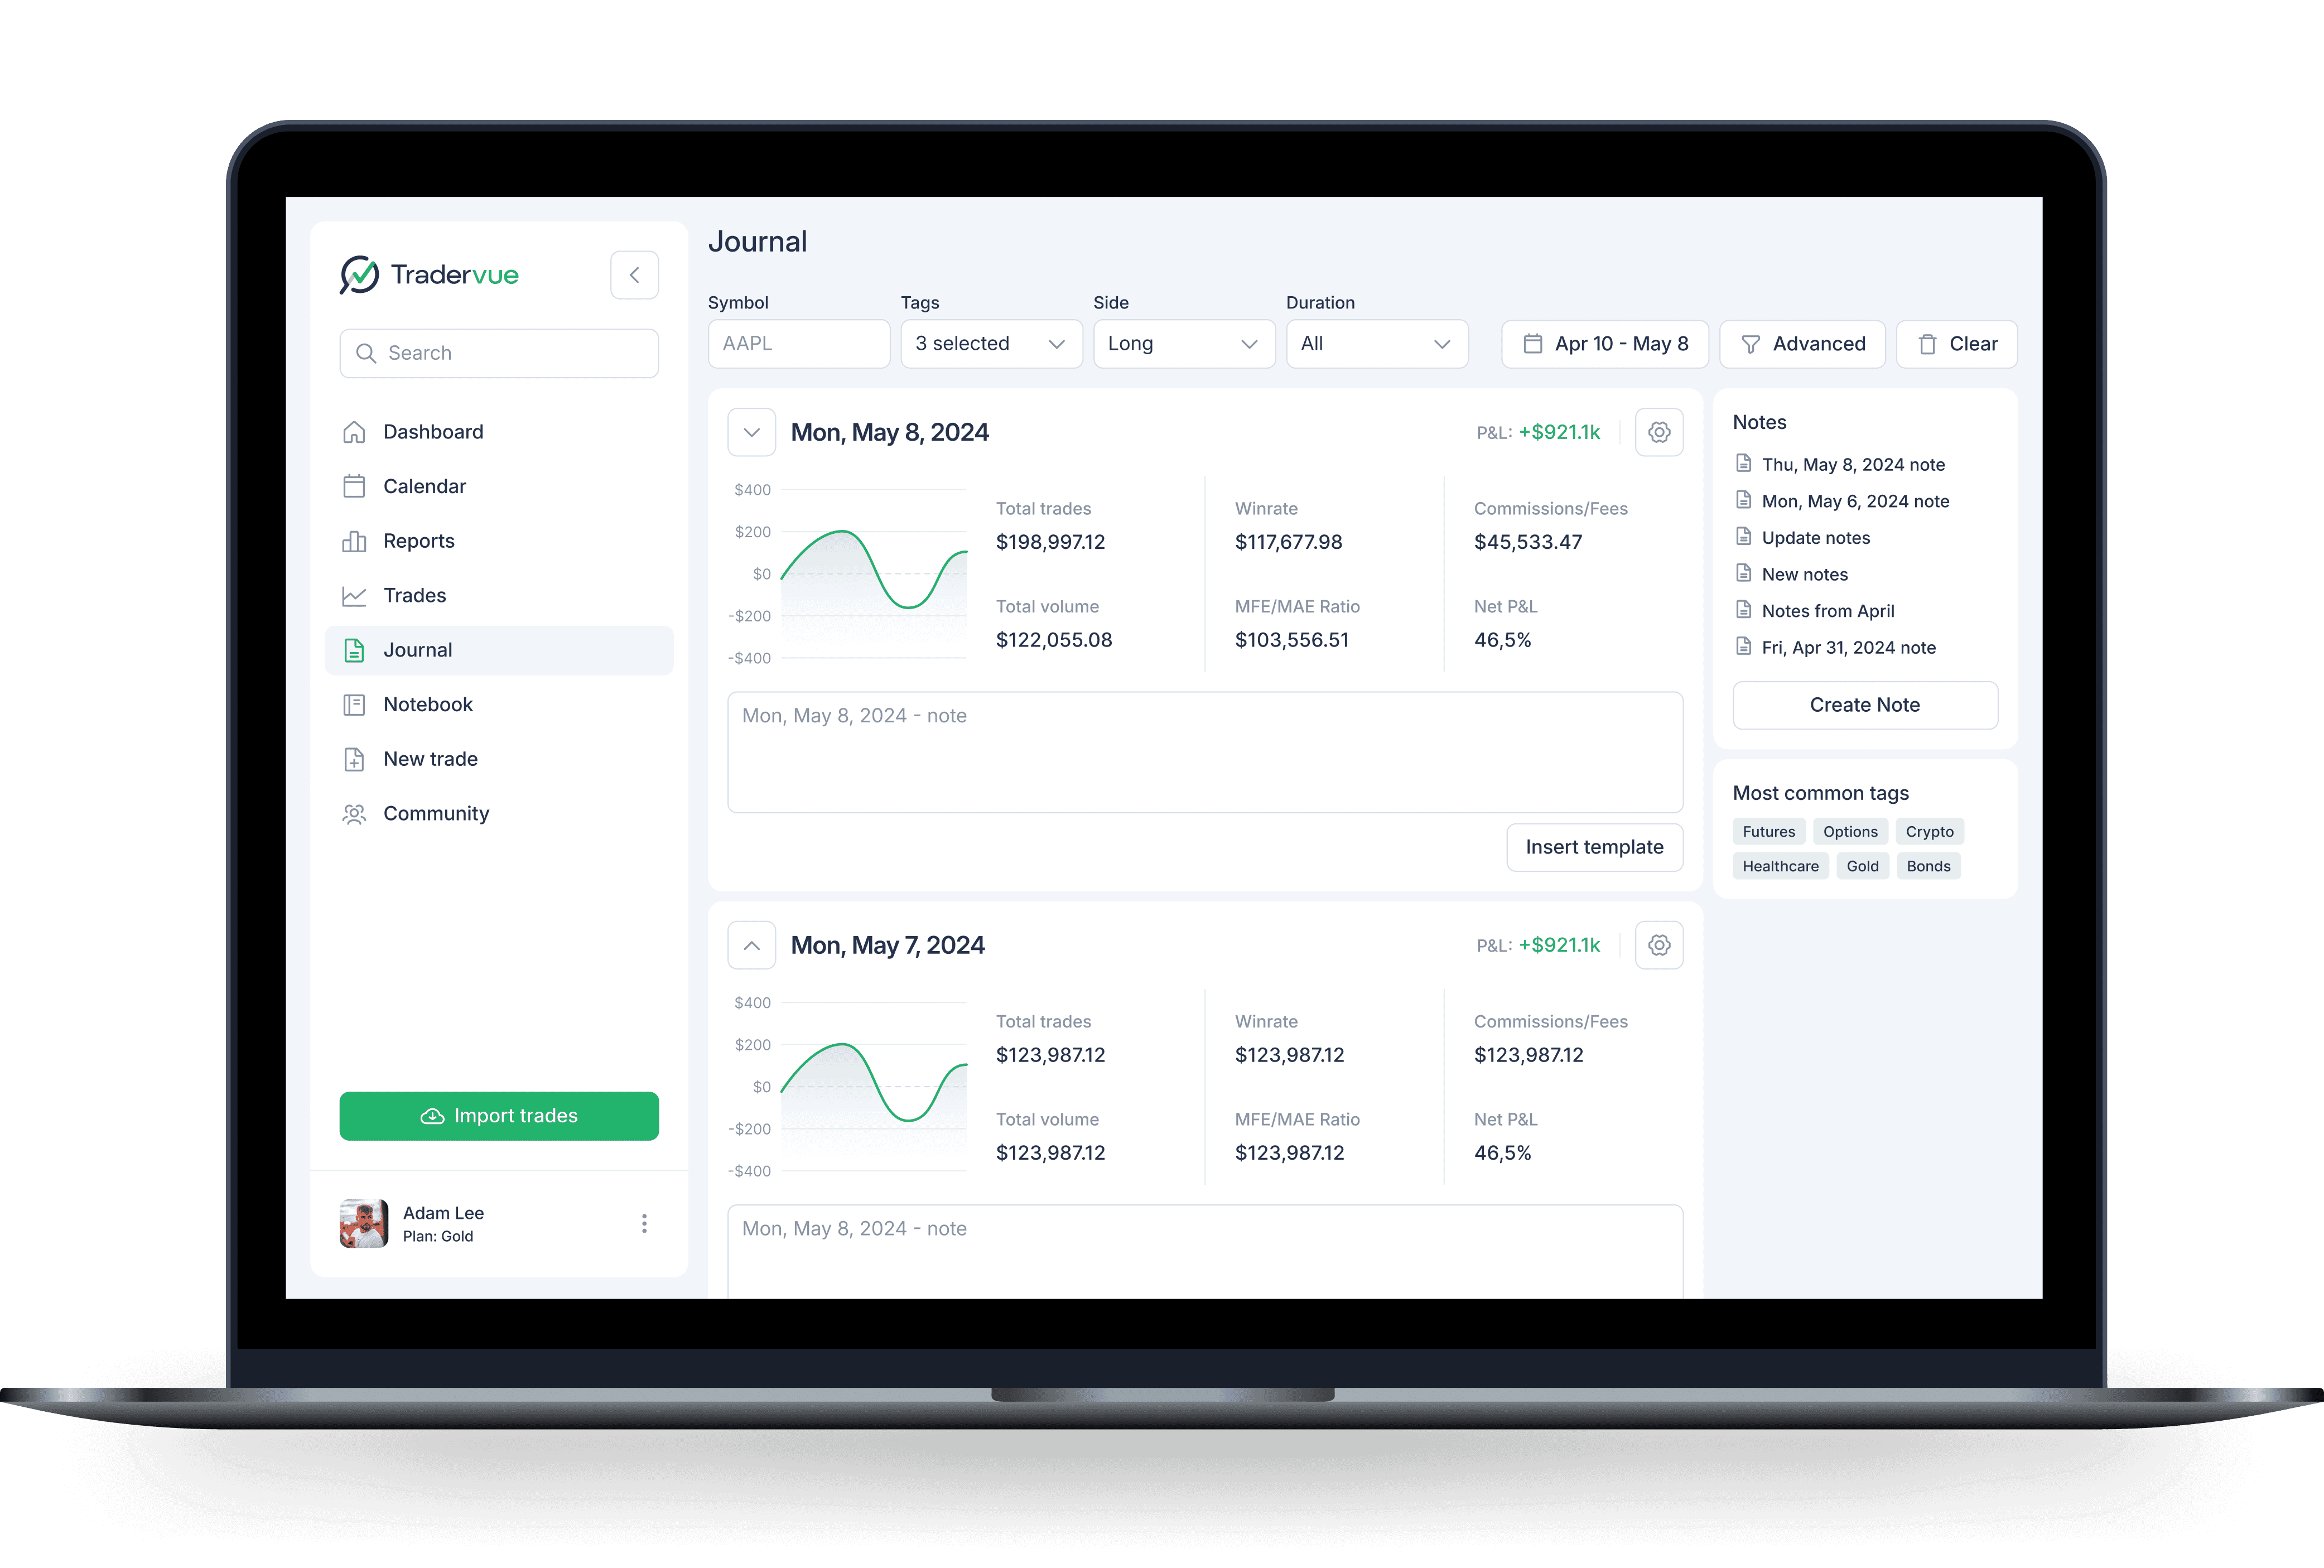 Tradervue
Search
Dashboard
Calendar
Reports
Trades
Journal
Notebook
New trade
Community
Import trades
Adam Lee
Plan: Gold
Journal
Symbol Tags Side Duration
AAPL 3 selected Long All Apr 10 - May 8 Advanced Clear
Mon, May 8, 2024 P&L: +$921.1k
$400
$200
$0
-$200
-$400
Total trades Winrate Commissions/Fees
$198,997.12 $117,677.98 $45,533.47
Total volume MFE/MAE Ratio Net P&L
$122,055.08 $103,556.51 46,5%
Mon, May 8, 2024 - note
Insert template
Mon, May 7, 2024 P&L: +$921.1k
$400
$200
$0
-$200
-$400
Total trades Winrate Commissions/Fees
$123,987.12 $123,987.12 $123,987.12
Total volume MFE/MAE Ratio Net P&L
$123,987.12 $123,987.12 46,5%
Mon, May 8, 2024 - note
Notes
Thu, May 8, 2024 note
Mon, May 6, 2024 note
Update notes
New notes
Notes from April
Fri, Apr 31, 2024 note
Create Note
Most common tags
Futures Options Crypto
Healthcare Gold Bonds